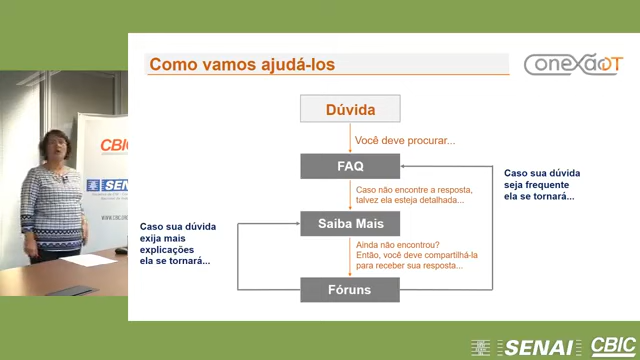 Como vamos ajudá-los
conexãoDT
Dúvida
Você deve procurar...
FAQ
Caso não encontre a resposta,
talvez ela esteja detalhada...
Saiba Mais
Ainda não encontrou?
Então, você deve compartilhá-la
para receber sua resposta...
Fóruns
Caso sua dúvida
seja frequente
ela se tornará...
Caso sua dúvida
exija mais
explicações
ela se tornará...
CBIC
SENAI
SENAI
CBIC